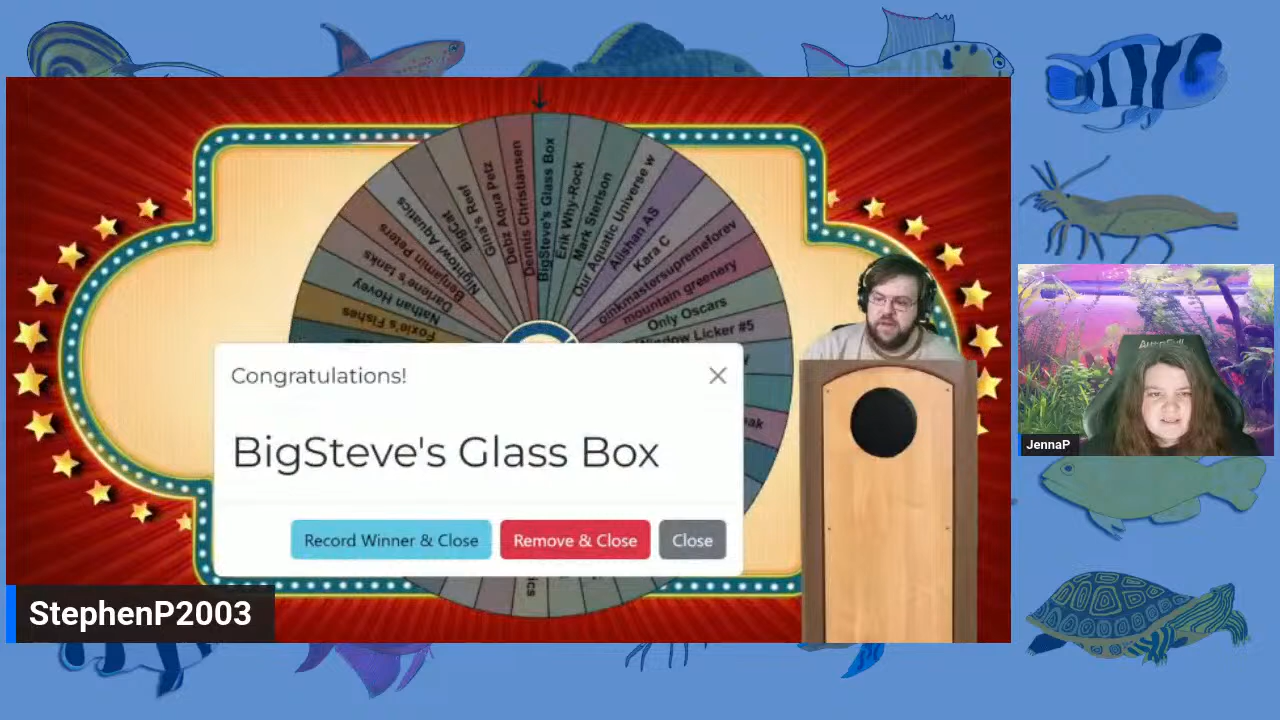 Foxie's Fishes
Nathan Hovey
Darlene's tanks
Benjamin Peters
Nightowl Aquatics
BigCat
Gina's Reef
Debz Aqua Petz
Dennis Christiansen
BigSteve's Glass Box
Erik Why-Rock
Mark Sterlson
Our Aquatic Universe w
Alishan AS
Kara C
oinkmastersupremeforev
mountain greenery
Only Oscars
Window Licker #5
Congratulations!
BigSteve's Glass Box
Record Winner & Close
Remove & Close
Close
StephenP2003
JennaP